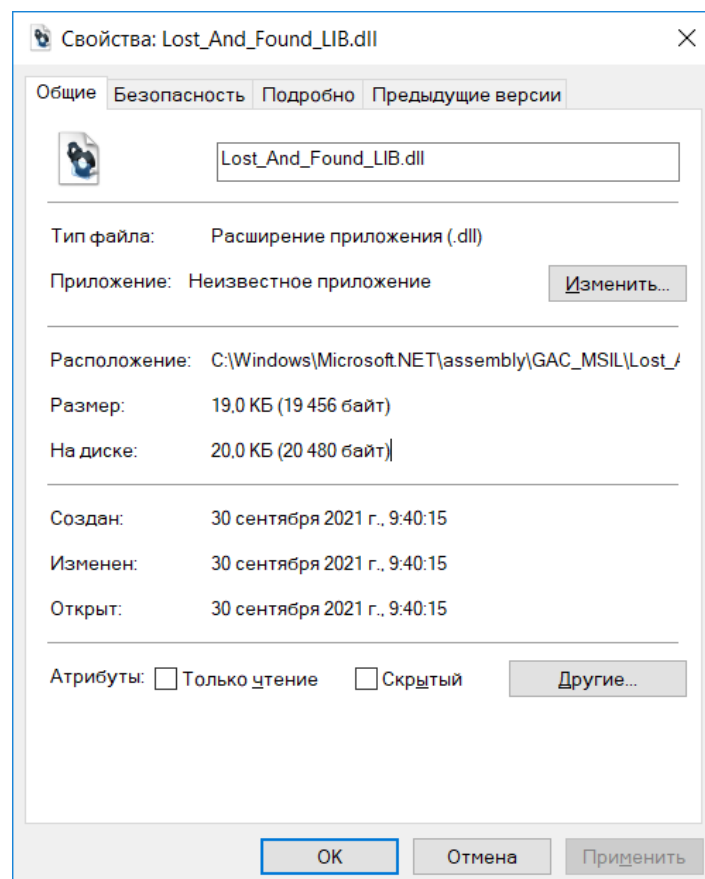 Свойства: Lost_And_Found_LIB.dll
Общие Безопасность Подробно Предыдущие версии
Lost_And_Found_LIB.dll
Тип файла: Расширение приложения (.dll)
Приложение: Неизвестное приложение Изменить...
Расположение: C:\Windows\Microsoft.NET\assembly\GAC_MSIL\Lost_A
Размер: 19,0 КБ (19 456 байт)
На диске: 20,0 КБ (20 480 байт)
Создан: 30 сентября 2021 г., 9:40:15
Изменен: 30 сентября 2021 г., 9:40:15
Открыт: 30 сентября 2021 г., 9:40:15
Атрибуты: Только чтение Скрытый Другие...
OK Отмена Применить